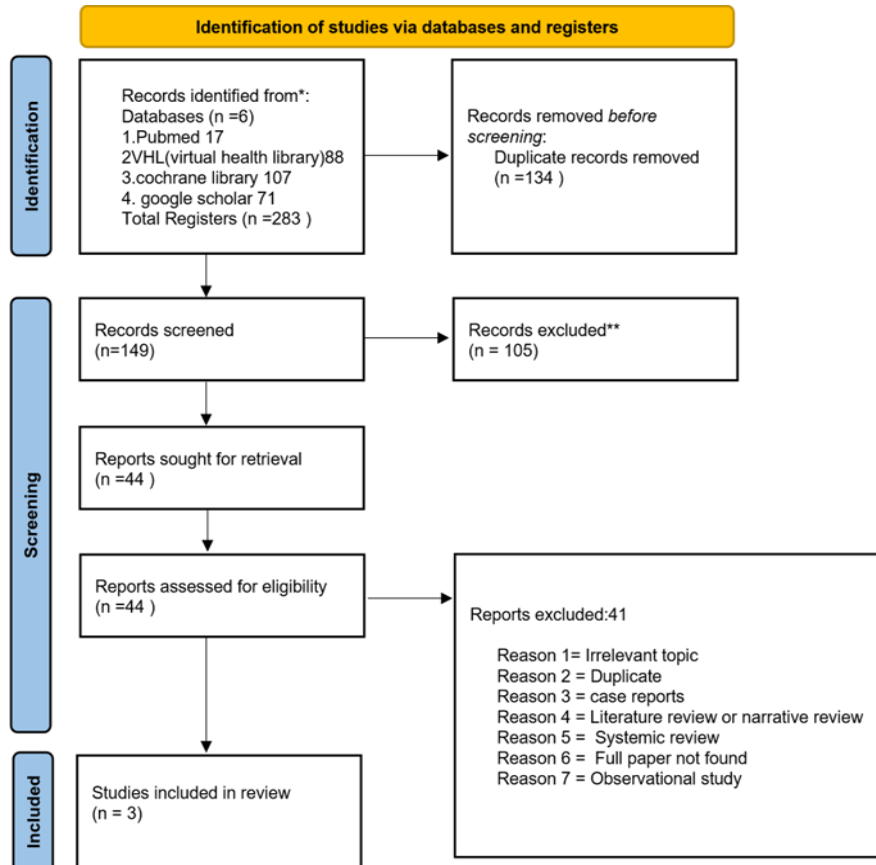 Identification of studies via databases and registers
Identification
Records identified from*:
Databases (n =6)
1.Pubmed 17
2VHL(virtual health library)88
3.cochrane library 107
4. google scholar 71
Total Registers (n =283 )
Records removed before
screening:
Duplicate records removed
(n =134 )
Screening
Records screened
(n=149)
Records excluded**
(n = 105)
Reports sought for retrieval
(n =44 )
Reports assessed for eligibility
(n =44 )
Reports excluded:41
Reason 1= Irrelevant topic
Reason 2 = Duplicate
Reason 3 = case reports
Reason 4 = Literature review or narrative review
Reason 5 = Systemic review
Reason 6 = Full paper not found
Reason 7 = Observational study
Included
Studies included in review
(n = 3)